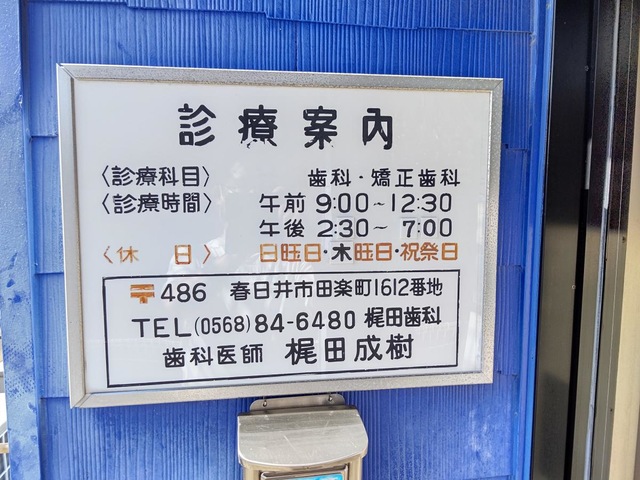 診療案内
〈診療科目〉 歯科・矯正歯科
〈診療時間〉 午前 9:00~12:30
午後 2:30~ 7:00
〈休 日〉 日曜日・木曜日・祝祭日
〒486 春日井市田楽町1612番地
TEL(0568)84-6480 梶田歯科
歯科医師 梶田成樹